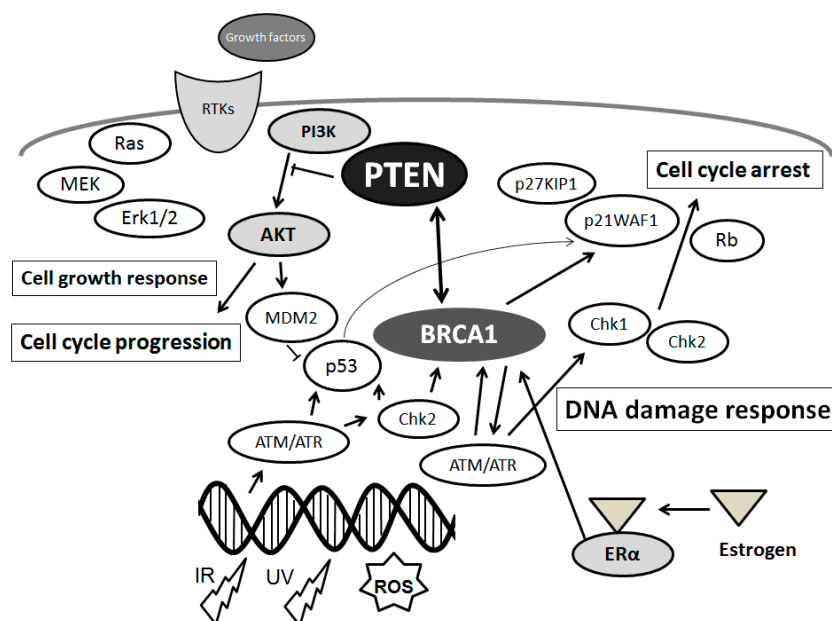 Growth factors
RTKs
Ras
PI3K
MEK
PTEN
p27KIP1
Cell cycle arrest
Erk1/2
AKT
p21WAF1
Rb
Cell growth response
MDM2
Chk1
Cell cycle progression
BRCA1
Chk2
p53
Chk2
DNA damage response
ATM/ATR
ATM/ATR
ERα
Estrogen
IR
UV
ROS